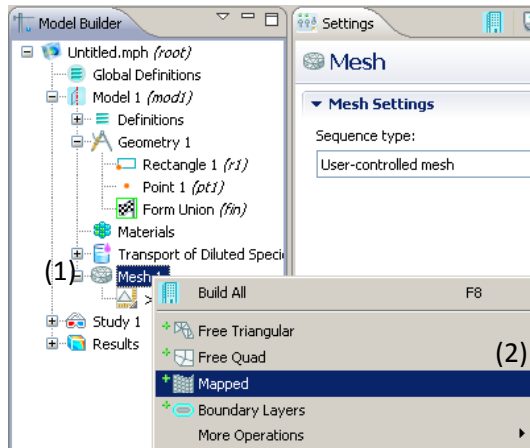 Model Builder
Untitled.mph (root)
Global Definitions
Model 1 (mod1)
Definitions
Geometry 1
Rectangle 1 (r1)
Point 1 (pt1)
Form Union (fin)
Materials
Transport of Diluted Speci
(1)
Mesh 1
Study 1
Results
Settings
Mesh
Mesh Settings
Sequence type:
User-controlled mesh
Build All F8
Free Triangular
Free Quad
(2)
Mapped
Boundary Layers
More Operations